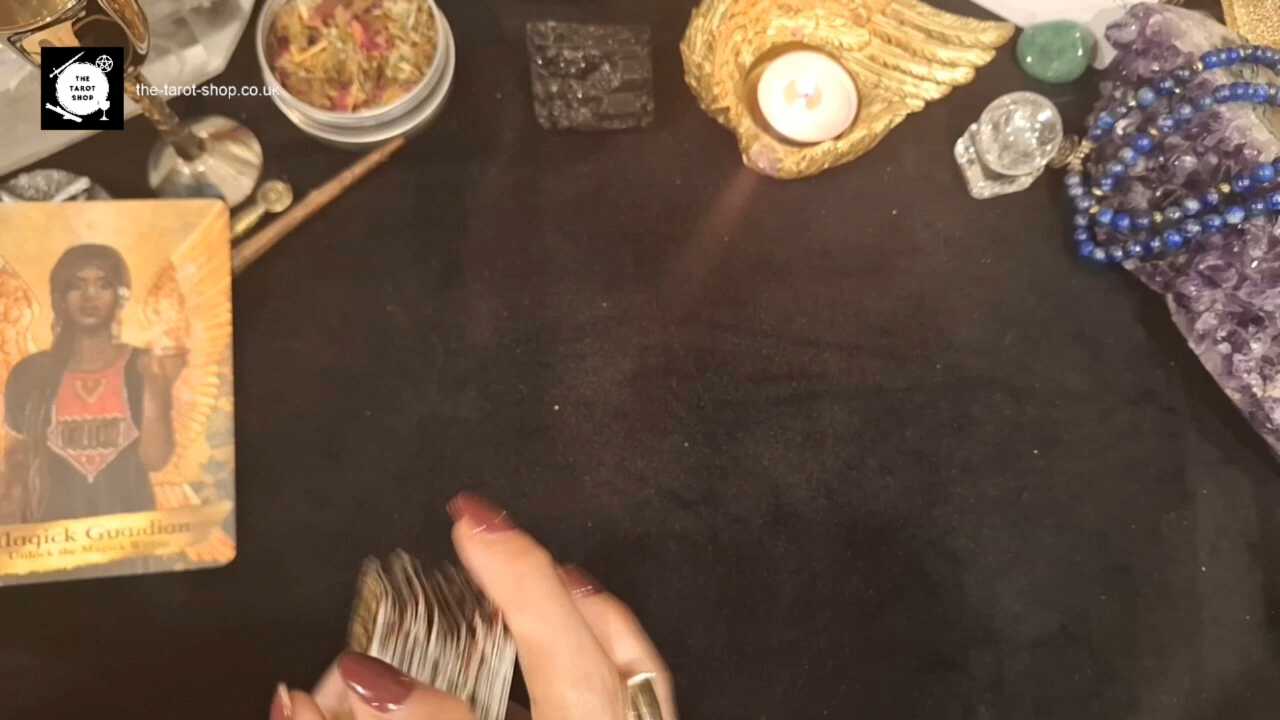 THE
TAROT
SHOP
the-tarot-shop.co.uk
Magick Guardian
Unlock the Magick Within